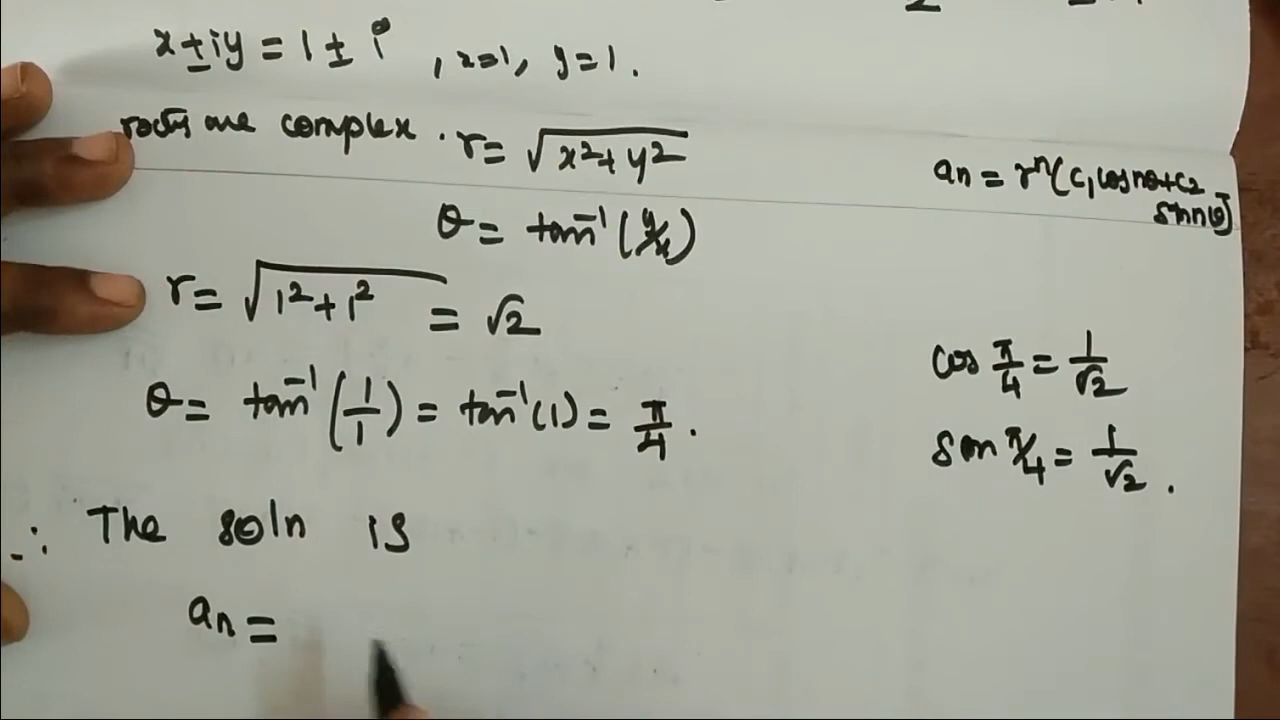 x±iy = 1 ± i , x=1, y=1.
roots are complex . r = √x²+y²
an = rⁿ(c₁cosnθ+c₂
sinnθ]
θ = tan⁻¹(y/x)
r = √1²+1² = √2
cos π/4 = 1/√2
θ = tan⁻¹(1/1) = tan⁻¹(1) = π/4 .
sin π/4 = 1/√2 .
∴ The soln is
an =